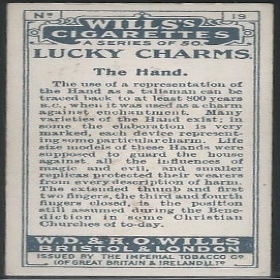 Nº 19
WILLS'S
CIGARETTES
A SERIES OF 50.
LUCKY CHARMS.
The Hand.
The use of a representation of
the Hand as a talisman can be
traced back to at least 800 years
B.C., when it was used as a charm
against enchantment. Many
varieties of the Hand exist; in
some the elaboration is very
marked, each device represent-
ing some particular charm. Life
size models of these Hands were
supposed to guard the house
against all the influences of
magic and evil, and smaller
replicas protected their wearers
from every description of harm.
The extended thumb and first
two fingers, the third and fourth
fingers closed, is the position
still assumed during the Bene-
diction in some Christian
Churches of to-day.
W. D. & H. O. WILLS
BRISTOL & LONDON
ISSUED BY THE IMPERIAL TOBACCO Cº
(OF GREAT BRITAIN & IRELAND) LTº